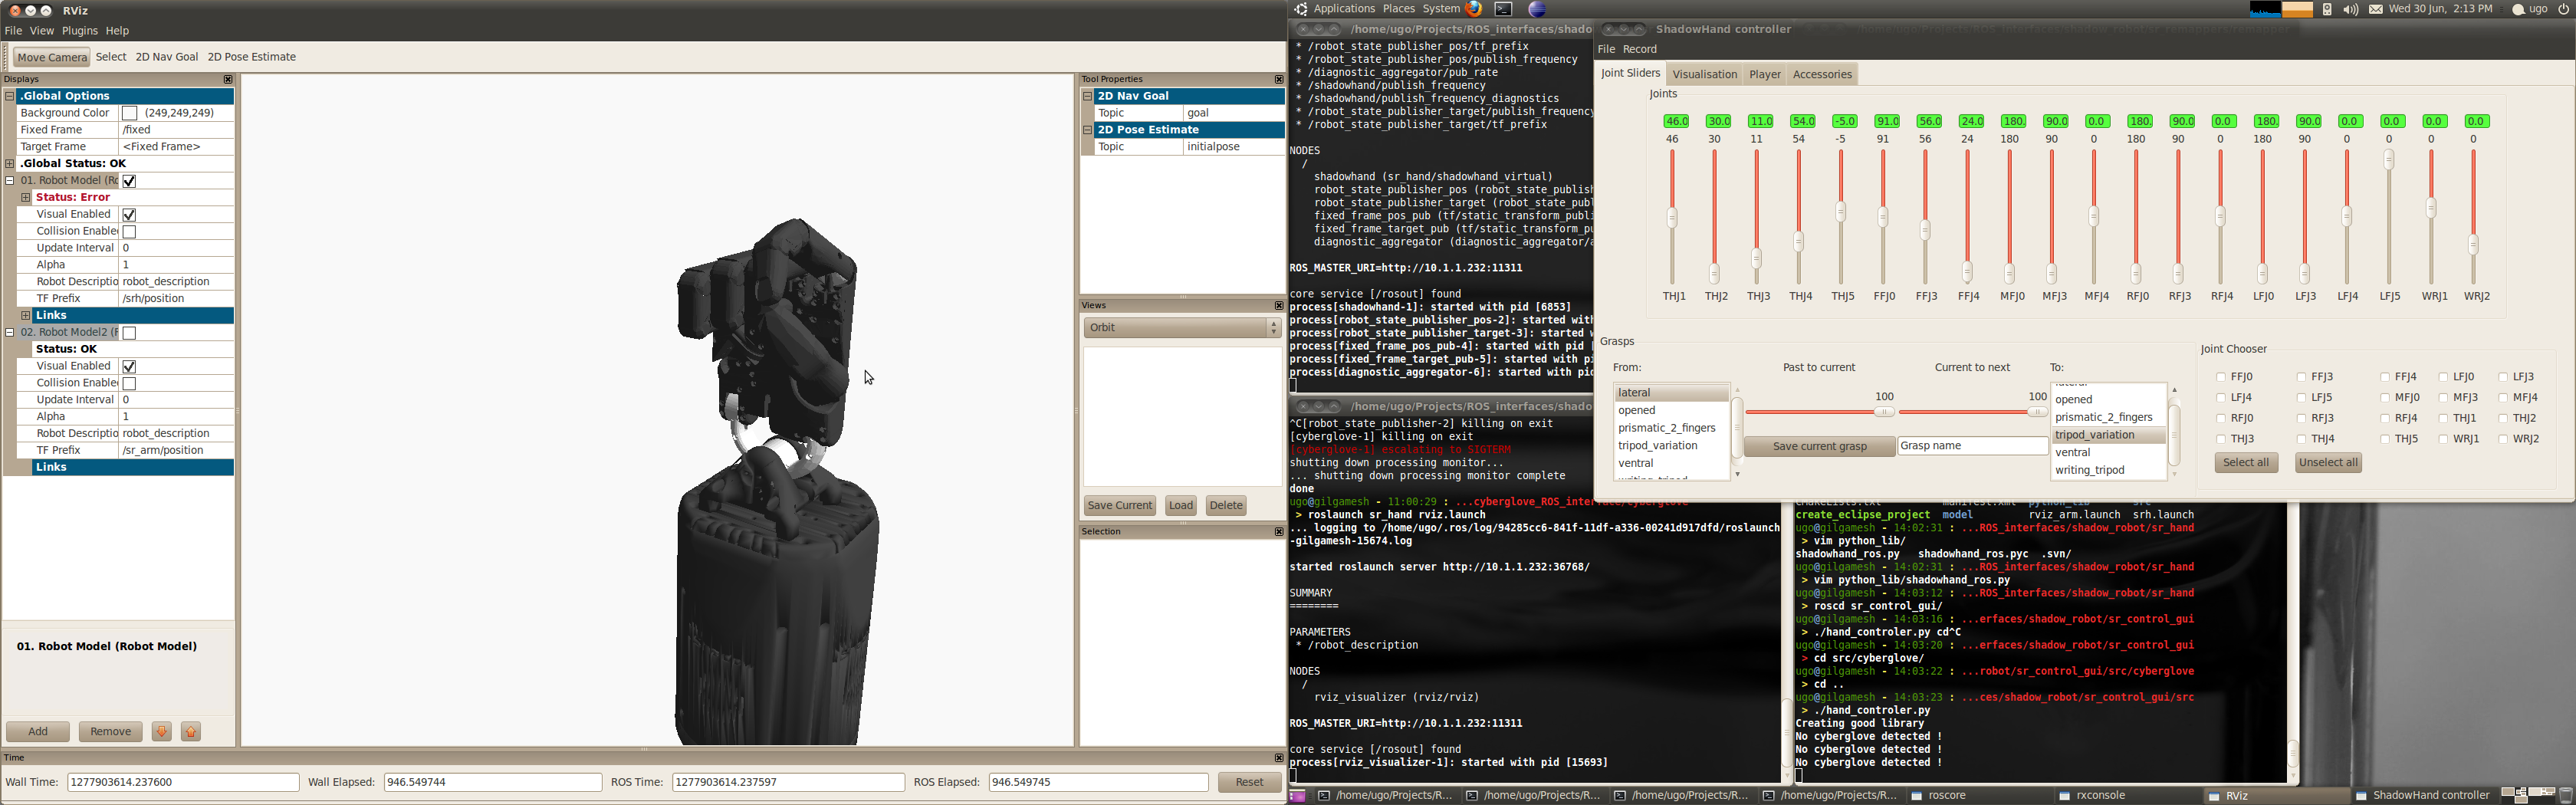 RViz
File View Plugins Help
Move Camera Select 2D Nav Goal 2D Pose Estimate
Displays
.Global Options
Background Color (249,249,249)
Fixed Frame /fixed
Target Frame <Fixed Frame>
.Global Status: OK
01. Robot Model (Ro
Status: Error
Visual Enabled
Collision Enable
Update Interval 0
Alpha 1
Robot Descriptio robot_description
TF Prefix /srh/position
Links
02. Robot Model2 (F
Status: OK
Visual Enabled
Collision Enable
Update Interval 0
Alpha 1
Robot Descriptio robot_description
TF Prefix /sr_arm/position
Links
01. Robot Model (Robot Model)
Add Remove
Tool Properties
2D Nav Goal
Topic goal
2D Pose Estimate
Topic initialpose
Views
Orbit
Save Current Load Delete
Selection
Time
Wall Time: 1277903614.237600 Wall Elapsed: 946.549744 ROS Time: 1277903614.237597 ROS Elapsed: 946.549745 Reset
Applications Places System Wed 30 Jun, 2:13 PM ugo
/home/ugo/Projects/ROS_interfaces/shado
* /robot_state_publisher_pos/tf_prefix
* /robot_state_publisher_pos/publish_frequency
* /diagnostic_aggregator/pub_rate
* /shadowhand/publish_frequency
* /shadowhand/publish_frequency_diagnostics
* /robot_state_publisher_target/publish_frequency
* /robot_state_publisher_target/tf_prefix
NODES
/
shadowhand (sr_hand/shadowhand_virtual)
robot_state_publisher_pos (robot_state_publis
robot_state_publisher_target (robot_state_pub
fixed_frame_pos_pub (tf/static_transform_publi
fixed_frame_target_pub (tf/static_transform_pu
diagnostic_aggregator (diagnostic_aggregator/a
ROS_MASTER_URI=http://10.1.1.232:11311
core service [/rosout] found
process[shadowhand-1]: started with pid [6853]
process[robot_state_publisher_pos-2]: started with
process[robot_state_publisher_target-3]: started w
process[fixed_frame_pos_pub-4]: started with pid [
process[fixed_frame_target_pub-5]: started with pi
process[diagnostic_aggregator-6]: started with pid
/home/ugo/Projects/ROS_interfaces/shado
^C[robot_state_publisher-2] killing on exit
[cyberglove-1] killing on exit
[cyberglove-1] escalating to SIGTERM
shutting down processing monitor...
... shutting down processing monitor complete
done
ugo@gilgamesh - 11:00:29 : ...cyberglove_ROS_interface/cyberglove
> roslaunch sr_hand rviz.launch
... logging to /home/ugo/.ros/log/94285cc6-841f-11df-a336-00241d917dfd/roslaunch
-gilgamesh-15674.log
started roslaunch server http://10.1.1.232:36768/
SUMMARY
========
PARAMETERS
* /robot_description
NODES
/
rviz_visualizer (rviz/rviz)
ROS_MASTER_URI=http://10.1.1.232:11311
core service [/rosout] found
process[rviz_visualizer-1]: started with pid [15693]
ShadowHand controller
File Record
Joint Sliders Visualisation Player Accessories
Joints
46.0 30.0 11.0 54.0 -5.0 91.0 56.0 24.0 180. 90.0 0.0 180. 90.0 0.0 180. 90.0 0.0 0.0 0.0 0.0
46 30 11 54 -5 91 56 24 180 90 0 180 90 0 180 90 0 0 0 0
THJ1 THJ2 THJ3 THJ4 THJ5 FFJ0 FFJ3 FFJ4 MFJ0 MFJ3 MFJ4 RFJ0 RFJ3 RFJ4 LFJ0 LFJ3 LFJ4 LFJ5 WRJ1 WRJ2
Grasps
From: Past to current Current to next To:
lateral
opened
prismatic_2_fingers
tripod_variation
ventral
writing_tripod
100 100
Save current grasp Grasp name
lateral
opened
prismatic_2_fingers
tripod_variation
ventral
writing_tripod
Joint Chooser
FFJ0 FFJ3 FFJ4 LFJ0 LFJ3
LFJ4 LFJ5 MFJ0 MFJ3 MFJ4
RFJ0 RFJ3 RFJ4 THJ1 THJ2
THJ3 THJ4 THJ5 WRJ1 WRJ2
Select all Unselect all
CMakeLists.txt manifest.xml python_lib src
create_eclipse_project model rviz_arm.launch srh.launch
ugo@gilgamesh - 14:02:31 : ...ROS_interfaces/shadow_robot/sr_hand
> vim python_lib/
shadowhand_ros.py shadowhand_ros.pyc .svn/
ugo@gilgamesh - 14:02:31 : ...ROS_interfaces/shadow_robot/sr_hand
> vim python_lib/shadowhand_ros.py
ugo@gilgamesh - 14:03:12 : ...ROS_interfaces/shadow_robot/sr_hand
> roscd sr_control_gui/
ugo@gilgamesh - 14:03:16 : ...erfaces/shadow_robot/sr_control_gui
> ./hand_controler.py cd^C
ugo@gilgamesh - 14:03:20 : ...erfaces/shadow_robot/sr_control_gui
> cd src/cyberglove/
ugo@gilgamesh - 14:03:22 : ...robot/sr_control_gui/src/cyberglove
> cd ..
ugo@gilgamesh - 14:03:23 : ...ces/shadow_robot/sr_control_gui/src
> ./hand_controler.py
Creating good library
No cyberglove detected !
No cyberglove detected !
No cyberglove detected !
/home/ugo/Projects/R... /home/ugo/Projects/R... /home/ugo/Projects/R... /home/ugo/Projects/R... roscore rxconsole RViz ShadowHand controller